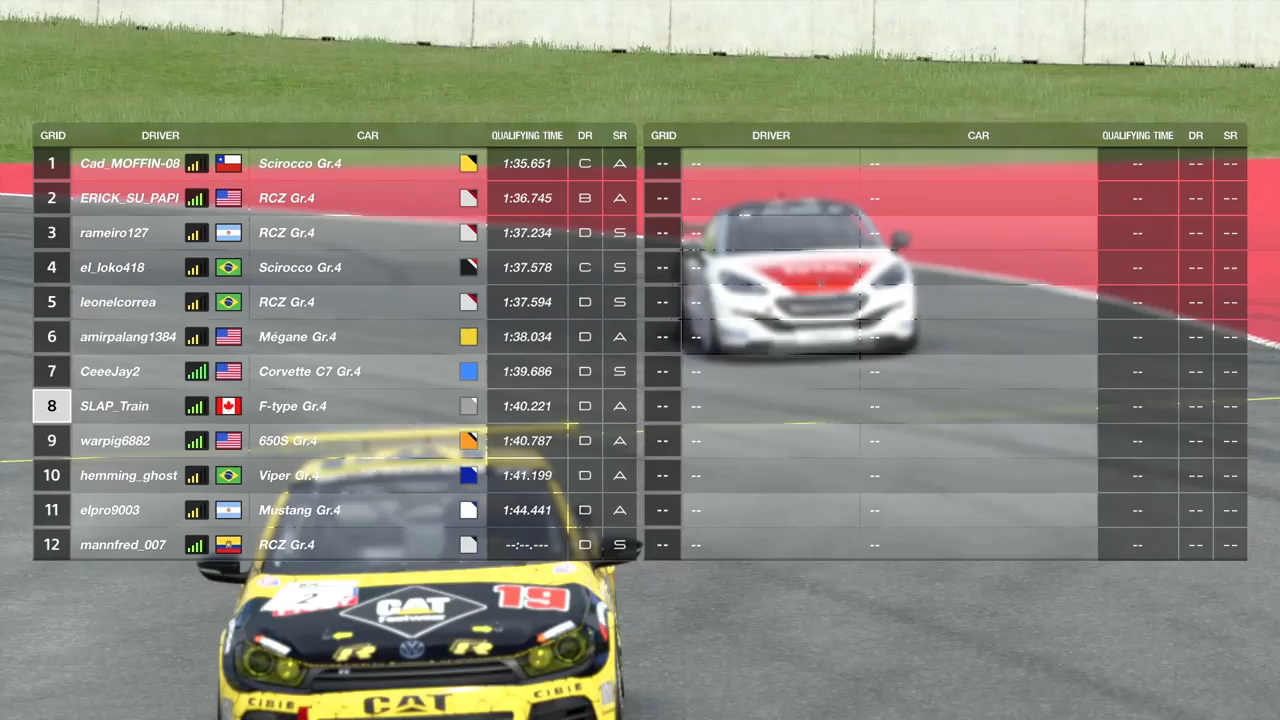 GRID DRIVER CAR QUALIFYING TIME DR SR
1 Cad_MOFFIN-08 Scirocco Gr.4 1:35.651 C A
2 ERICK_SU_PAPI RCZ Gr.4 1:36.745 B A
3 rameiro127 RCZ Gr.4 1:37.234 D S
4 el_loko418 Scirocco Gr.4 1:37.578 C S
5 leonelcorrea RCZ Gr.4 1:37.594 D S
6 amirpalang1384 Mégane Gr.4 1:38.034 D A
7 CeeeJay2 Corvette C7 Gr.4 1:39.686 D S
8 SLAP_Train F-type Gr.4 1:40.221 D A
9 warpig6882 650S Gr.4 1:40.787 D A
10 hemming_ghost Viper Gr.4 1:41.199 D A
11 elpro9003 Mustang Gr.4 1:44.441 D A
12 mannfred_007 RCZ Gr.4 --:--.--- D S
GRID DRIVER CAR QUALIFYING TIME DR SR
-- -- -- -- -- --
-- -- -- -- -- --
-- -- -- -- -- --
-- -- -- -- -- --
-- -- -- -- -- --
-- -- -- -- -- --
-- -- -- -- -- --
-- -- -- -- -- --
-- -- -- -- -- --
-- -- -- -- -- --
-- -- -- -- -- --
-- -- -- -- -- --
2
CAT
Footwear
19
R R
CIBIE CAT CIBIE